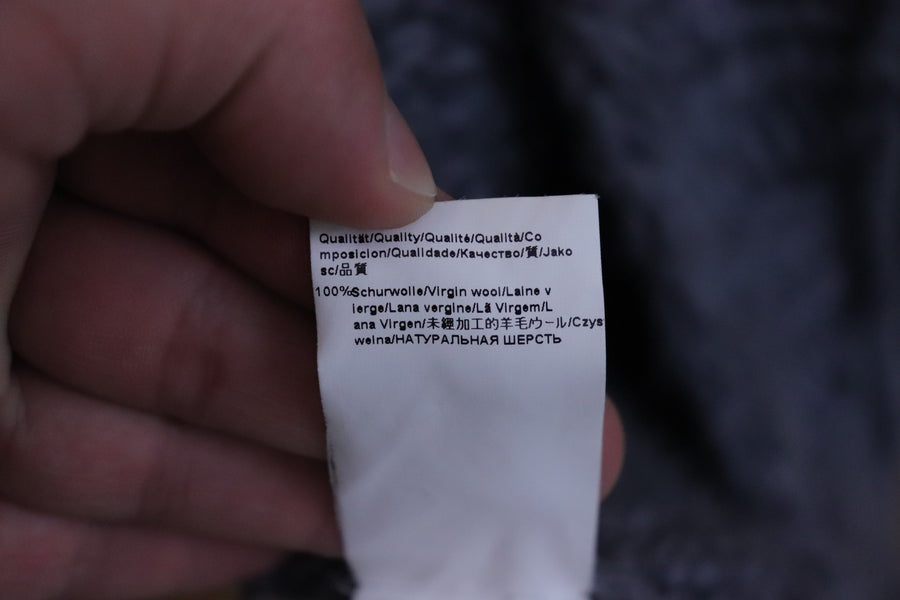 Qualität/Quality/Qualité/Qualità/Co
mposicion/Qualidade/Качество/質/Jako
sc/品質
100%Schurwolle/Virgin wool/Laine v
ierge/Lana vergine/Lã Virgem/L
ana Virgen/未經加工的羊毛/ウール/Czys
welna/НАТУРАЛЬНАЯ ШЕРСТЬ